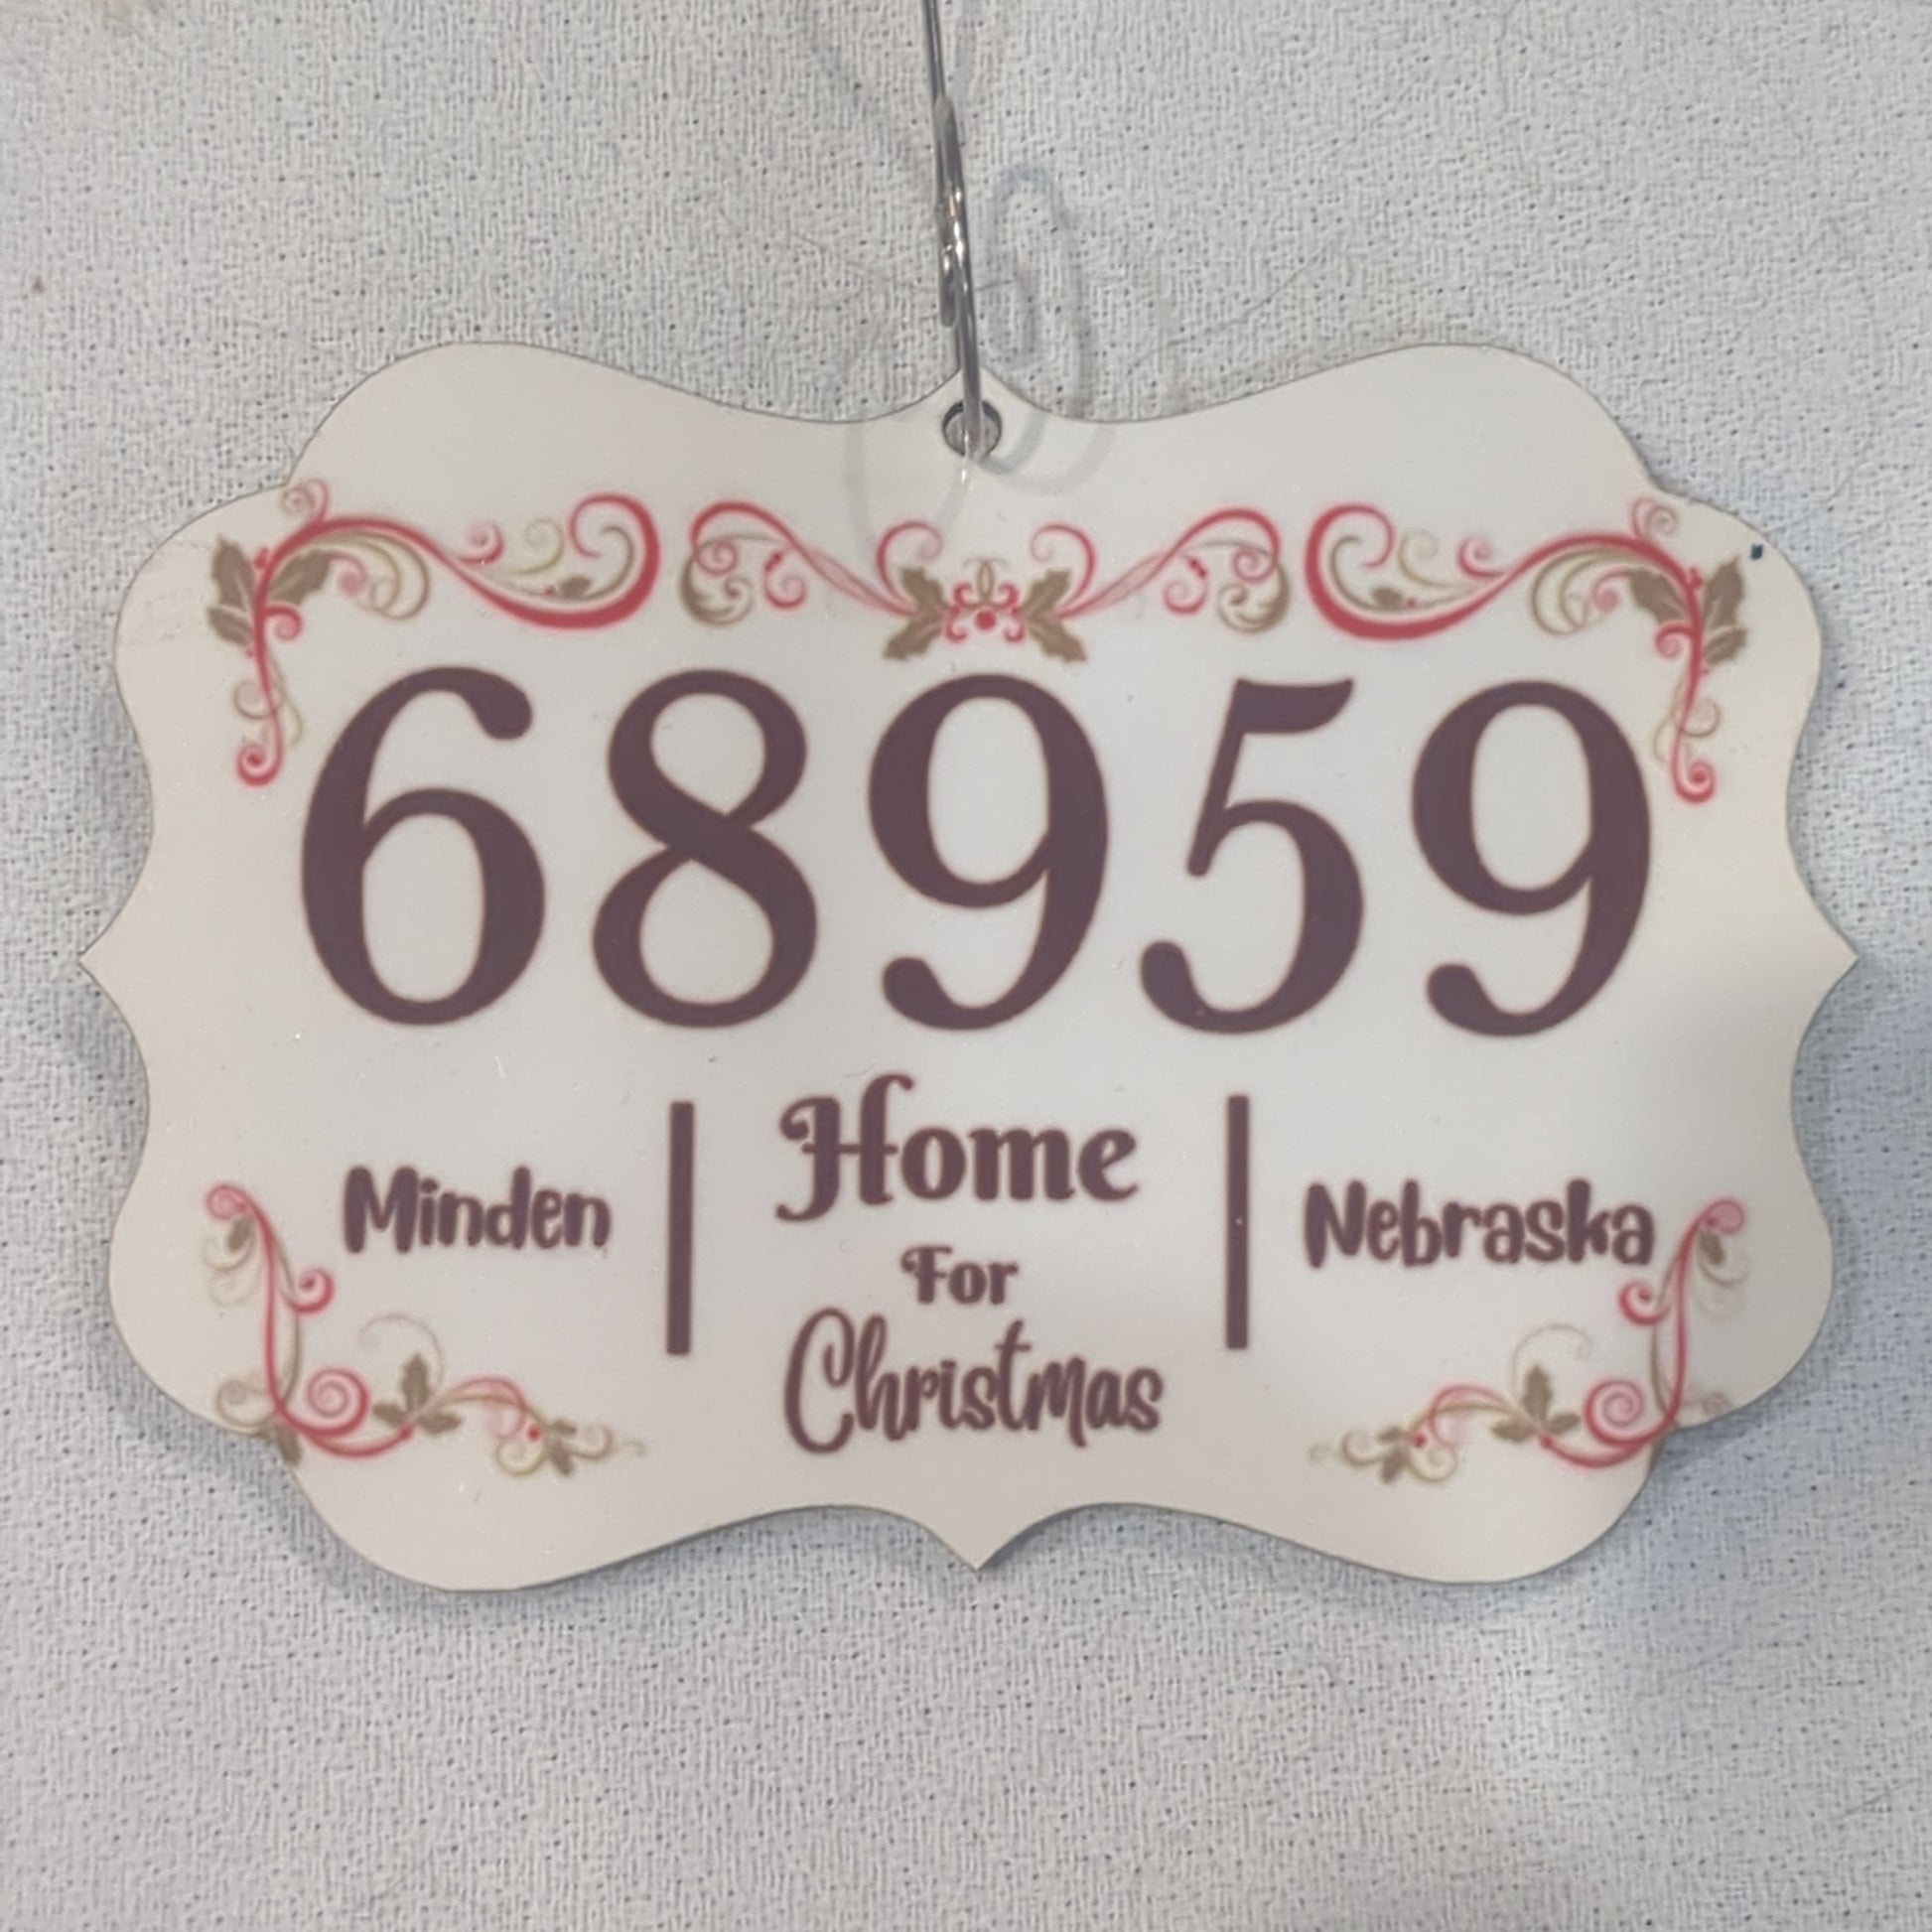 68959
Minden
Home
For
Christmas
Nebraska